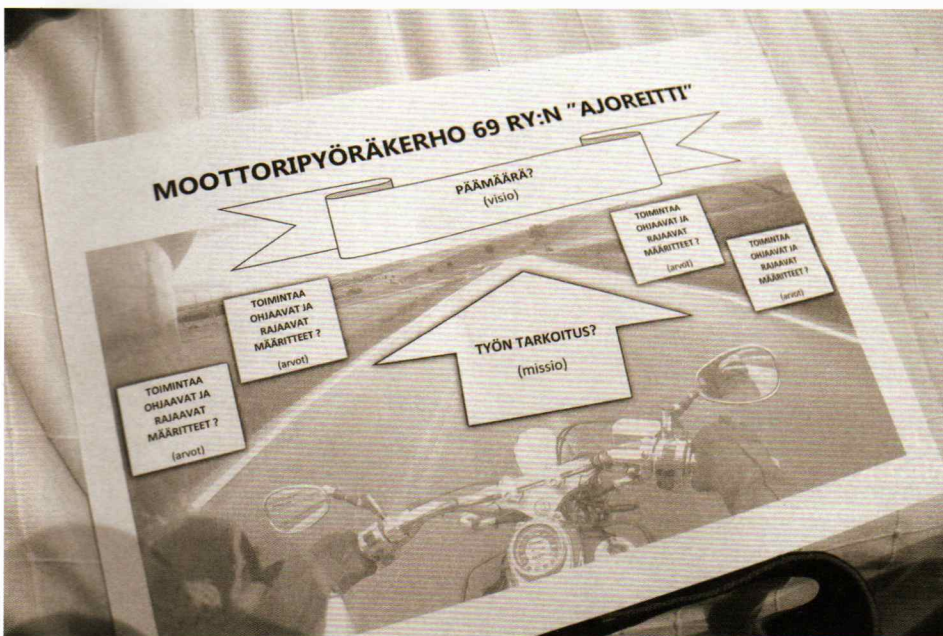 MOOTTORIPYÖRÄKERHO 69 RY:N "AJOREITTI"
PÄÄMÄÄRÄ?
(visio)
TOIMINTAA
OHJAAVAT JA
RAJAAVAT
MÄÄRITTEET ?
(arvot)
TOIMINTAA
OHJAAVAT JA
RAJAAVAT
MÄÄRITTEET ?
(arvot)
TYÖN TARKOITUS?
(missio)
TOIMINTAA
OHJAAVAT JA
RAJAAVAT
MÄÄRITTEET ?
(arvot)
TOIMINTAA
OHJAAVAT JA
RAJAAVAT
MÄÄRITTEET ?
(arvot)